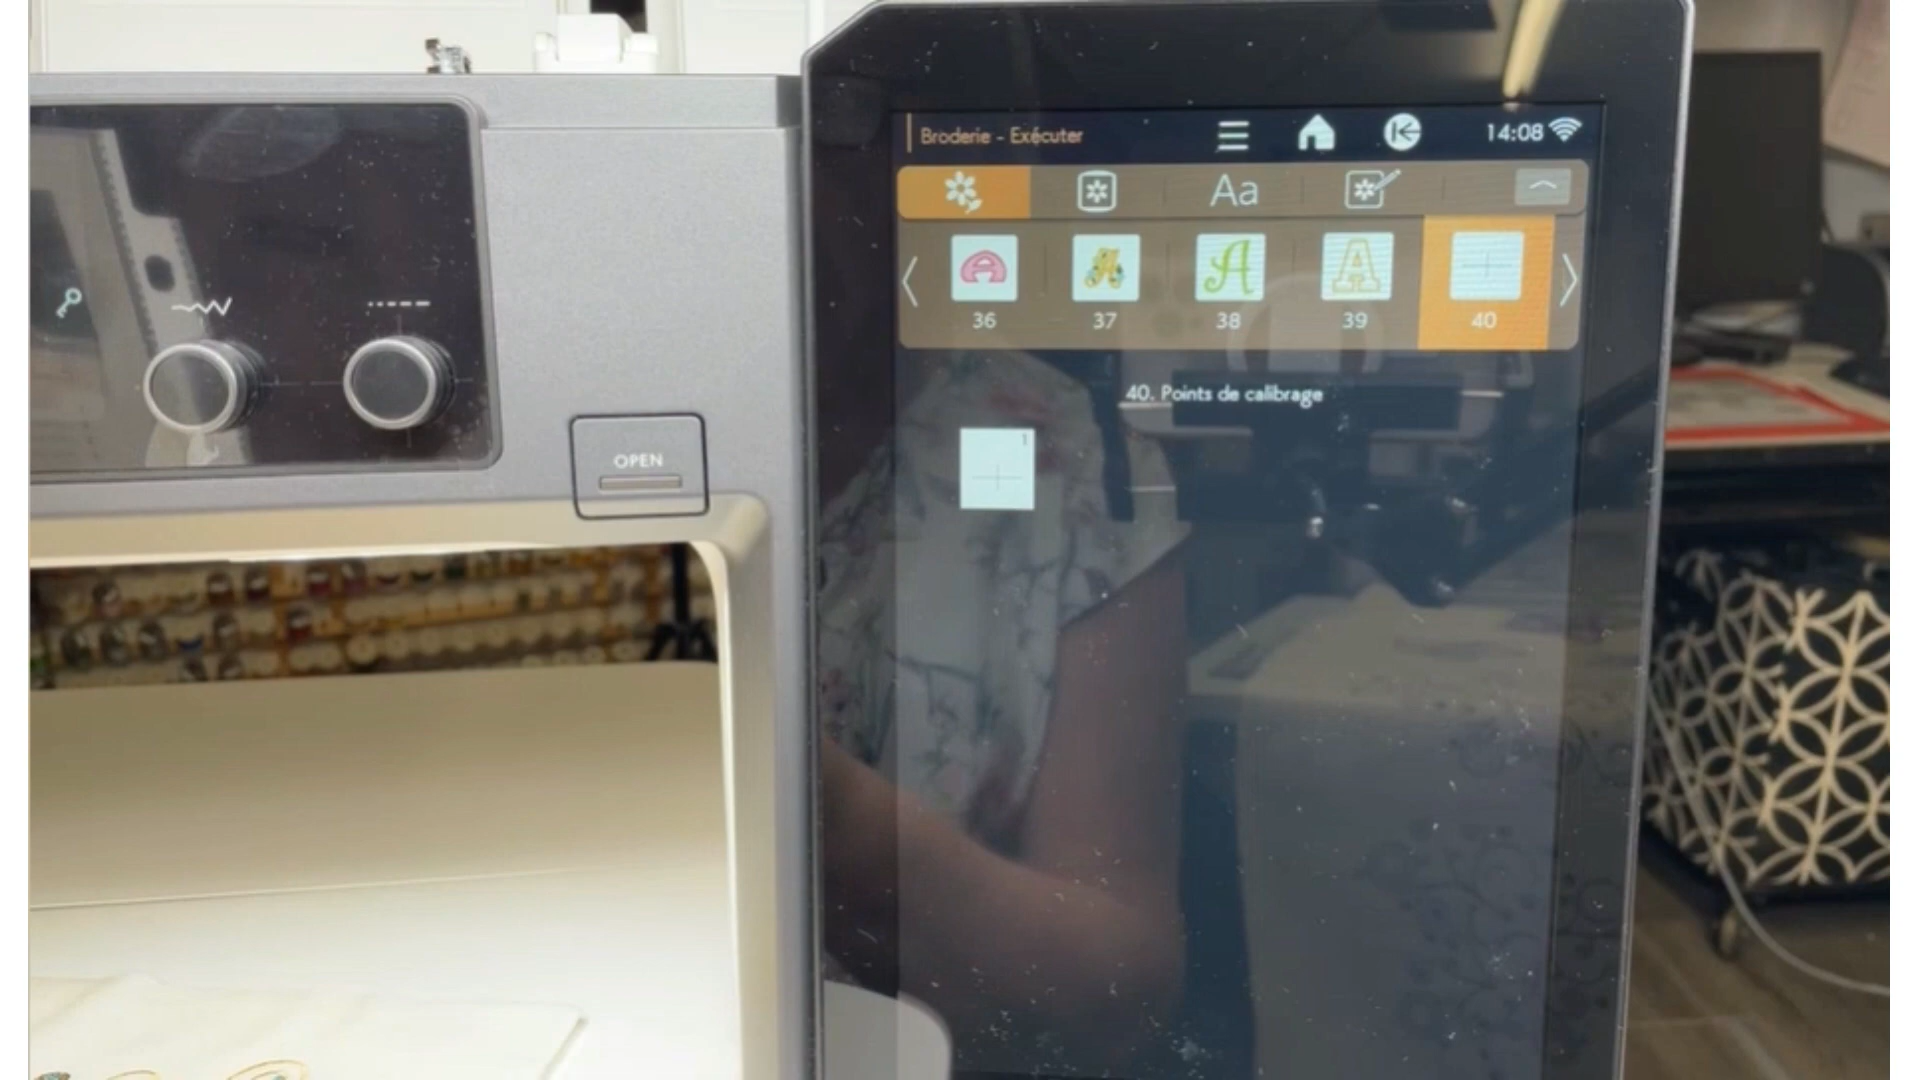 Broderie - Exécuter
14:08
Aa
36
37
38
39
40
40. Points de calibrage
1
OPEN